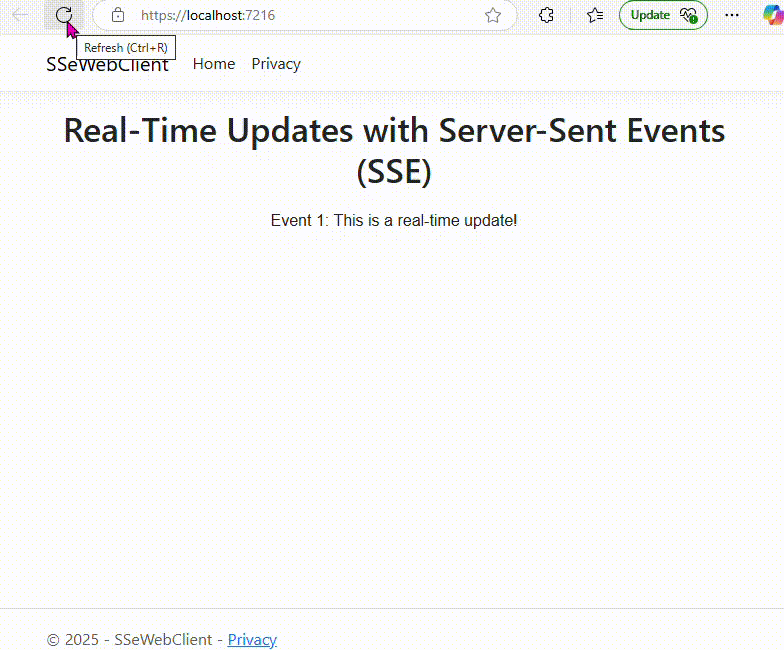 https://localhost:7216
Update
Refresh (Ctrl+R)
SSeWebClient Home Privacy
Real-Time Updates with Server-Sent Events
(SSE)
Event 1: This is a real-time update!
© 2025 - SSeWebClient - Privacy